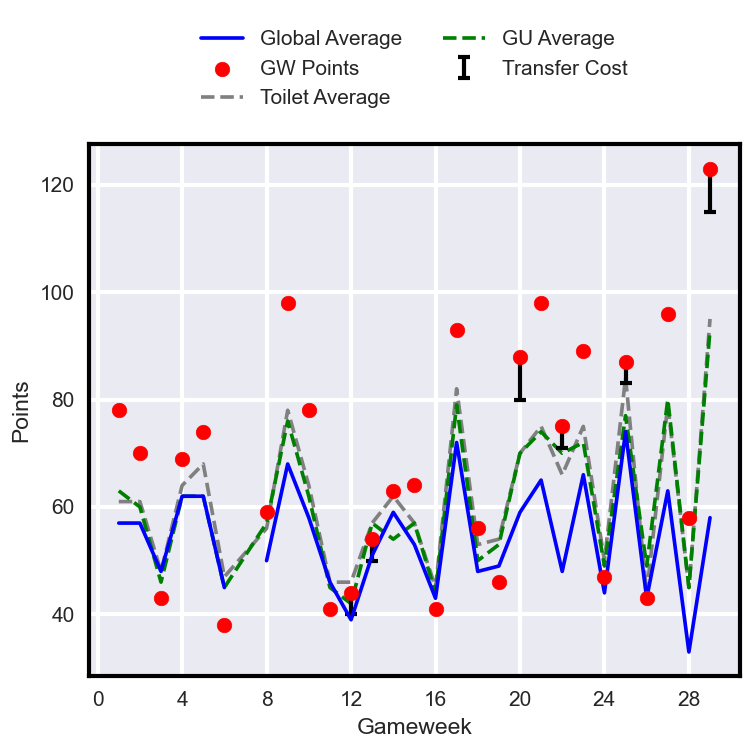 Global Average GU Average
GW Points Transfer Cost
Toilet Average
120
100
80
60
40
Points
0 4 8 12 16 20 24 28
Gameweek